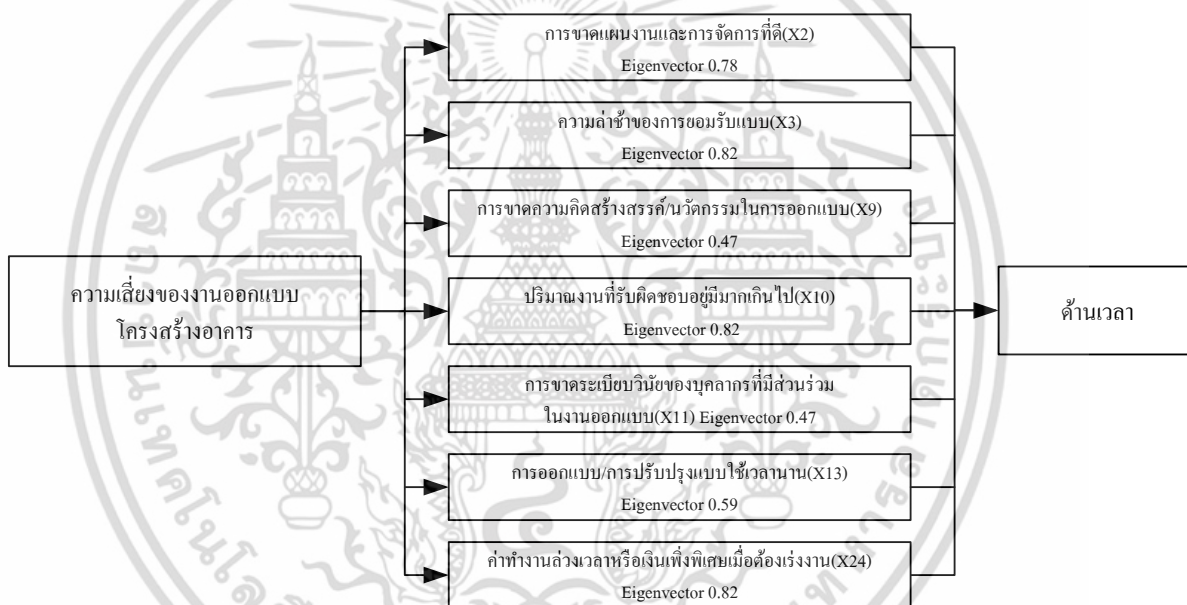 การขาดแผนงานและการจัดการที่ดี(X2)
Eigenvector 0.78
ความล่าช้าของการยอมรับแบบ(X3)
Eigenvector 0.82
การขาดความคิดสร้างสรรค์/นวัตกรรมในการออกแบบ(X9)
Eigenvector 0.47
ความเสี่ยงของงานออกแบบ
โครงสร้างอาคาร
ปริมาณงานที่รับผิดชอบอยู่มีมากเกินไป(X10)
Eigenvector 0.82
ด้านเวลา
การขาดระเบียบวินัยของบุคลากรที่มีส่วนร่วม
ในงานออกแบบ(X11) Eigenvector 0.47
การออกแบบ/การปรับปรุงแบบใช้เวลานาน(X13)
Eigenvector 0.59
ค่าทำงานล่วงเวลาหรือเงินเพิ่งพิเศษเมื่อต้องเร่งงาน(X24)
Eigenvector 0.82